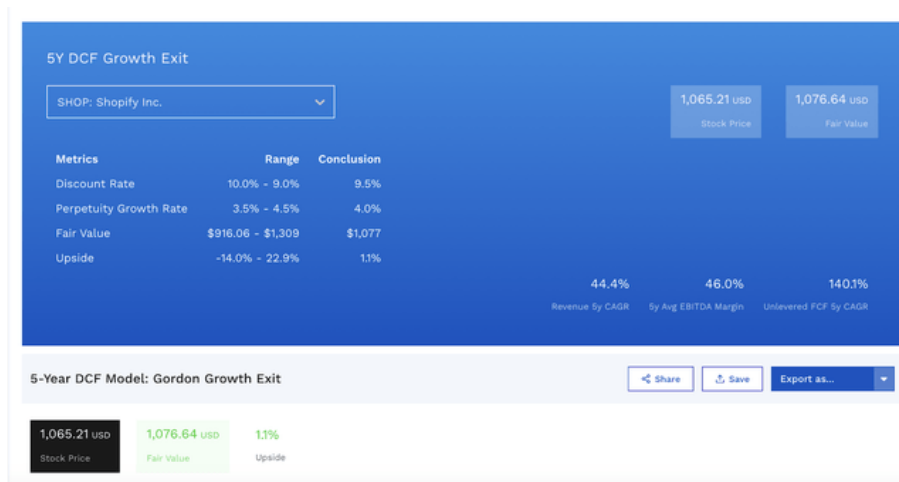 5Y DCF Growth Exit
SHOP: Shopify Inc.
1,065.21 USD 1,076.64 USD
Stock Price Fair Value
Metrics Range Conclusion
Discount Rate 10.0% - 9.0% 9.5%
Perpetuity Growth Rate 3.5% - 4.5% 4.0%
Fair Value $916.06 - $1,309 $1,077
Upside -14.0% - 22.9% 1.1%
44.4% 46.0% 140.1%
Revenue 5y CAGR 5y Avg EBITDA Margin Unlevered FCF 5y CAGR
5-Year DCF Model: Gordon Growth Exit Share Save Export as...
1,065.21 USD 1,076.64 USD 1.1%
Stock Price Fair Value Upside